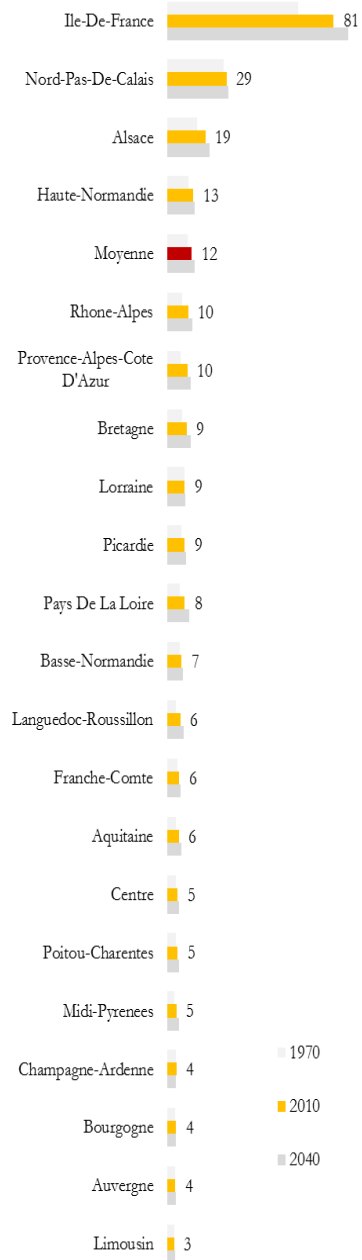 Ile-De-France 81
Nord-Pas-De-Calais 29
Alsace 19
Haute-Normandie 13
Moyenne 12
Rhone-Alpes 10
Provence-Alpes-Cote
D'Azur 10
Bretagne 9
Lorraine 9
Picardie 9
Pays De La Loire 8
Basse-Normandie 7
Languedoc-Roussillon 6
Franche-Comte 6
Aquitaine 6
Centre 5
Poitou-Charentes 5
Midi-Pyrenees 5
1970
Champagne-Ardenne 4
2010
Bourgogne 4
2040
Auvergne 4
Limousin 3